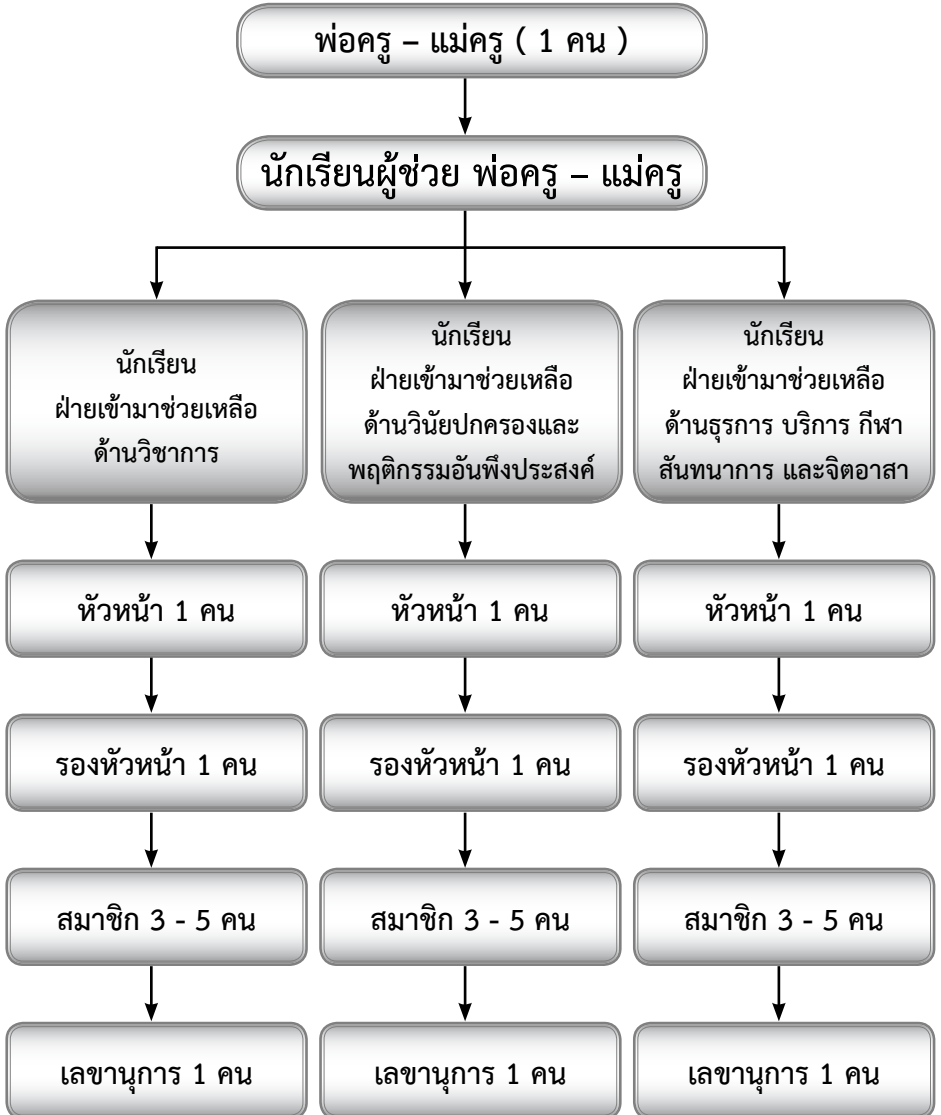 พ่อครู – แม่ครู ( 1 คน )
นักเรียนผู้ช่วย พ่อครู – แม่ครู
นักเรียน
ฝ่ายเข้ามาช่วยเหลือ
ด้านวิชาการ
นักเรียน
ฝ่ายเข้ามาช่วยเหลือ
ด้านวินัยปกครองและ
พฤติกรรมอันพึงประสงค์
นักเรียน
ฝ่ายเข้ามาช่วยเหลือ
ด้านธุรการ บริการ กีฬา
สันทนาการ และจิตอาสา
หัวหน้า 1 คน
หัวหน้า 1 คน
หัวหน้า 1 คน
รองหัวหน้า 1 คน
รองหัวหน้า 1 คน
รองหัวหน้า 1 คน
สมาชิก 3 - 5 คน
สมาชิก 3 - 5 คน
สมาชิก 3 - 5 คน
เลขานุการ 1 คน
เลขานุการ 1 คน
เลขานุการ 1 คน